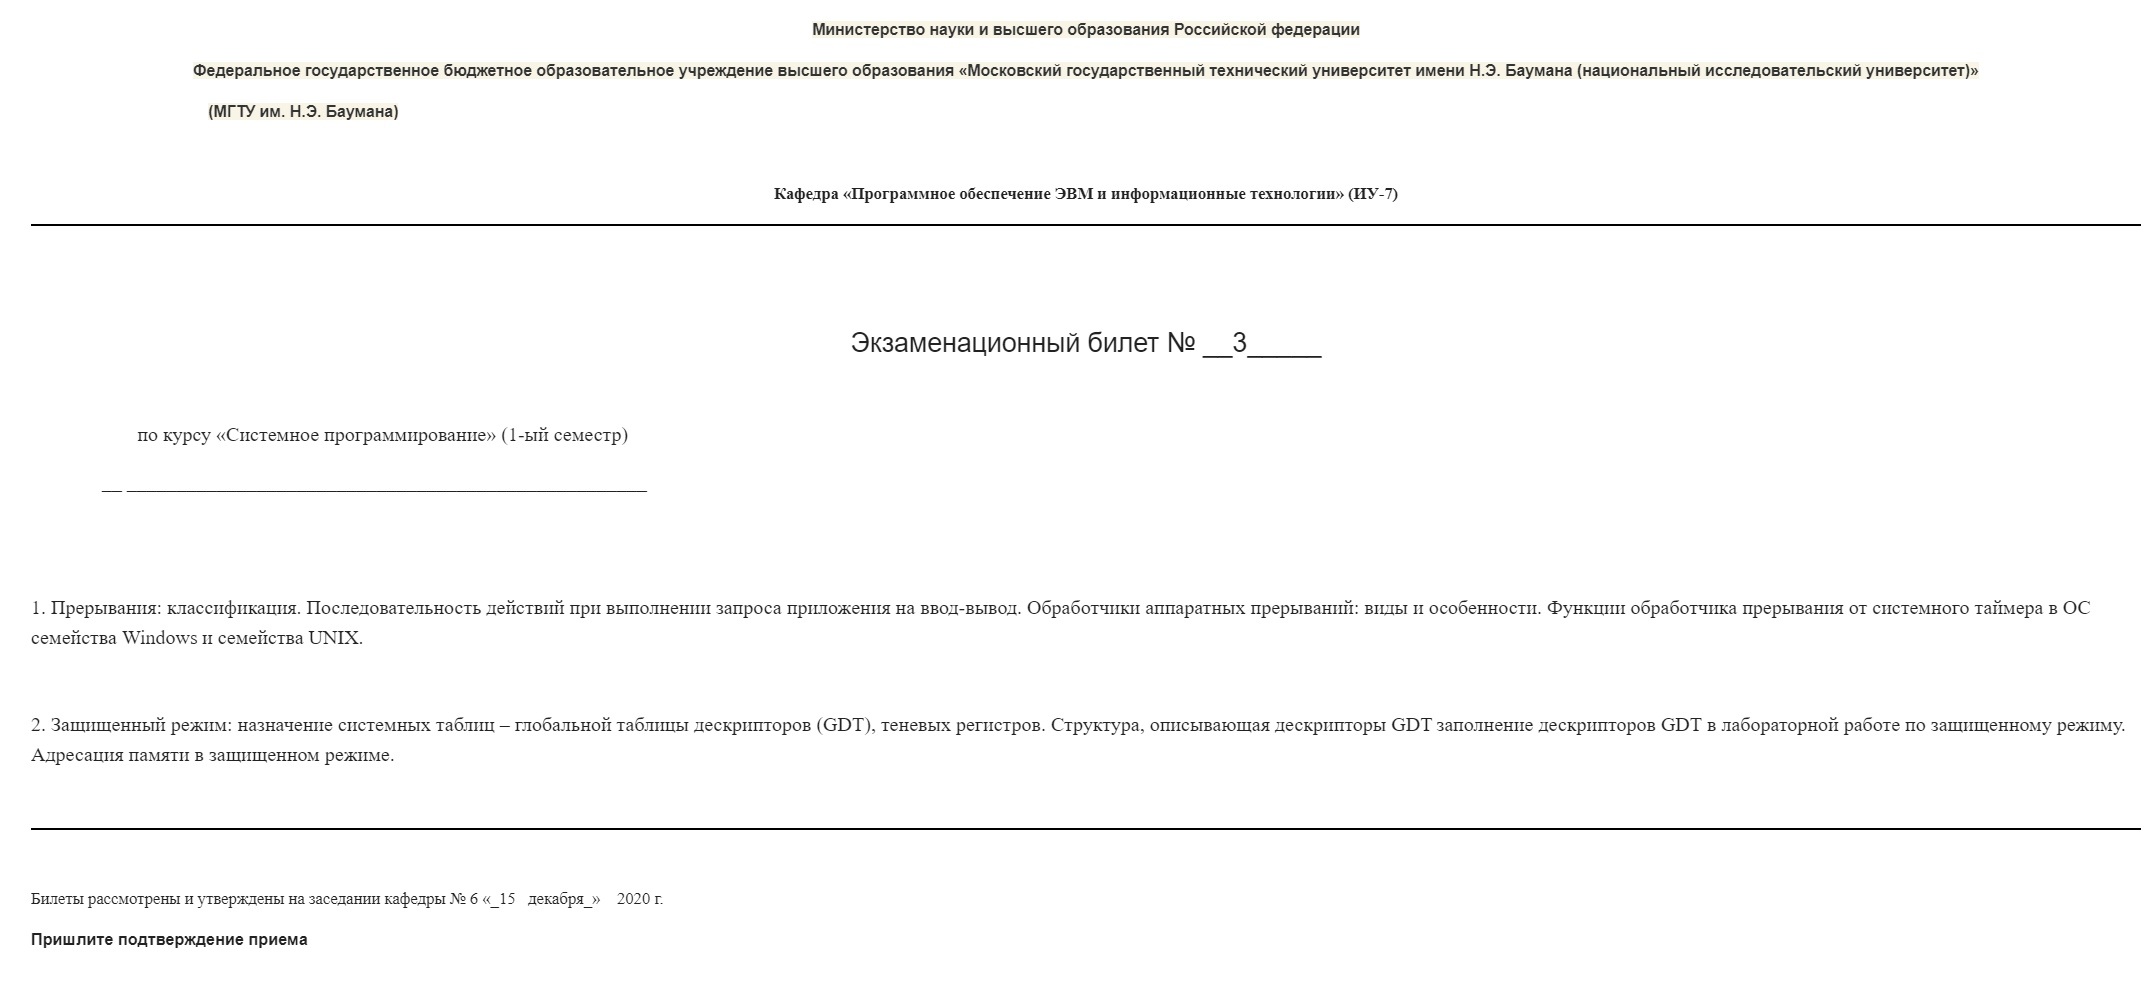 Министерство науки и высшего образования Российской федерации
Федеральное государственное бюджетное образовательное учреждение высшего образования «Московский государственный технический университет имени Н.Э. Баумана (национальный исследовательский университет)»
(МГТУ им. Н.Э. Баумана)
Кафедра «Программное обеспечение ЭВМ и информационные технологии» (ИУ-7)
Экзаменационный билет № __3_____
по курсу «Системное программирование» (1-ый семестр)
__ ____________________________________________________
1. Прерывания: классификация. Последовательность действий при выполнении запроса приложения на ввод-вывод. Обработчики аппаратных прерываний: виды и особенности. Функции обработчика прерывания от системного таймера в ОС
семейства Windows и семейства UNIX.
2. Защищенный режим: назначение системных таблиц – глобальной таблицы дескрипторов (GDT), теневых регистров. Структура, описывающая дескрипторы GDT заполнение дескрипторов GDT в лабораторной работе по защищенному режиму.
Адресация памяти в защищенном режиме.
Билеты рассмотрены и утверждены на заседании кафедры № 6 «_15 декабря_» 2020 г.
Пришлите подтверждение приема